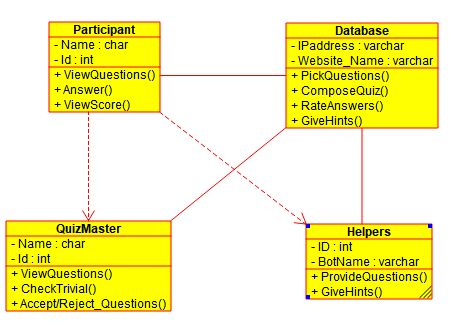 Participant
- Name : char
- Id : int
+ ViewQuestions()
+ Answer()
+ ViewScore()
Database
- IPaddress : varchar
- Website_Name : varchar
+ PickQuestions()
+ ComposeQuiz()
+ RateAnswers()
+ GiveHints()
QuizMaster
- Name : char
- Id : int
+ ViewQuestions()
+ CheckTrivial()
+ Accept/Reject_Questions()
Helpers
- ID : int
- BotName : varchar
+ ProvideQuestions()
+ GiveHints()